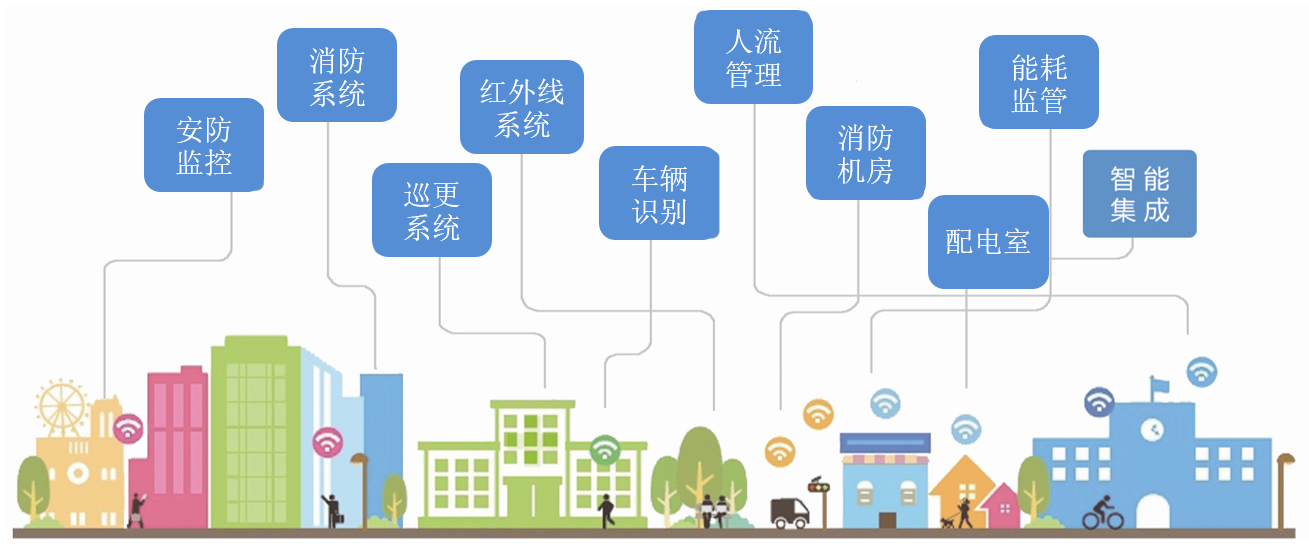 安防
监控
消防
系统
巡更
系统
红外线
系统
车辆
识别
人流
管理
消防
机房
配电室
能耗
监管
智能
集成